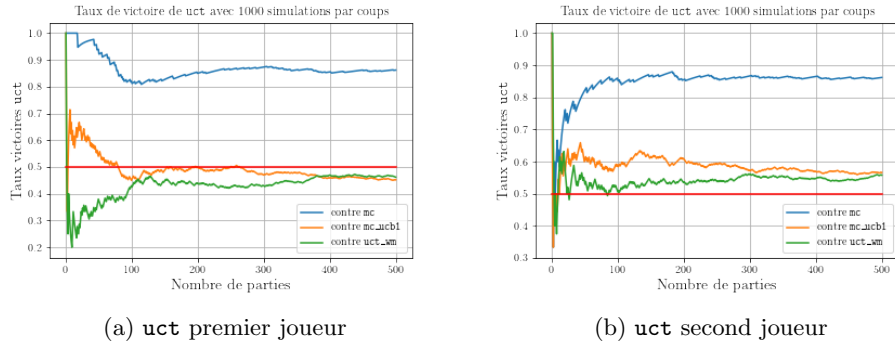 Taux de victoire de uct avec 1000 simulations par coups
1.0
0.9
0.8
0.7
0.6
0.5
0.4
0.3
0.2
Taux victoires uct
0
100
200
300
400
500
Nombre de parties
contre mc
contre mc_ucb1
contre uct_wm
(a) uct premier joueur
Taux de victoire de uct avec 1000 simulations par coups
1.0
0.9
0.8
0.7
0.6
0.5
0.4
0.3
Taux victoires uct
0
100
200
300
400
500
Nombre de parties
contre mc
contre mc_ucb1
contre uct_wm
(b) uct second joueur